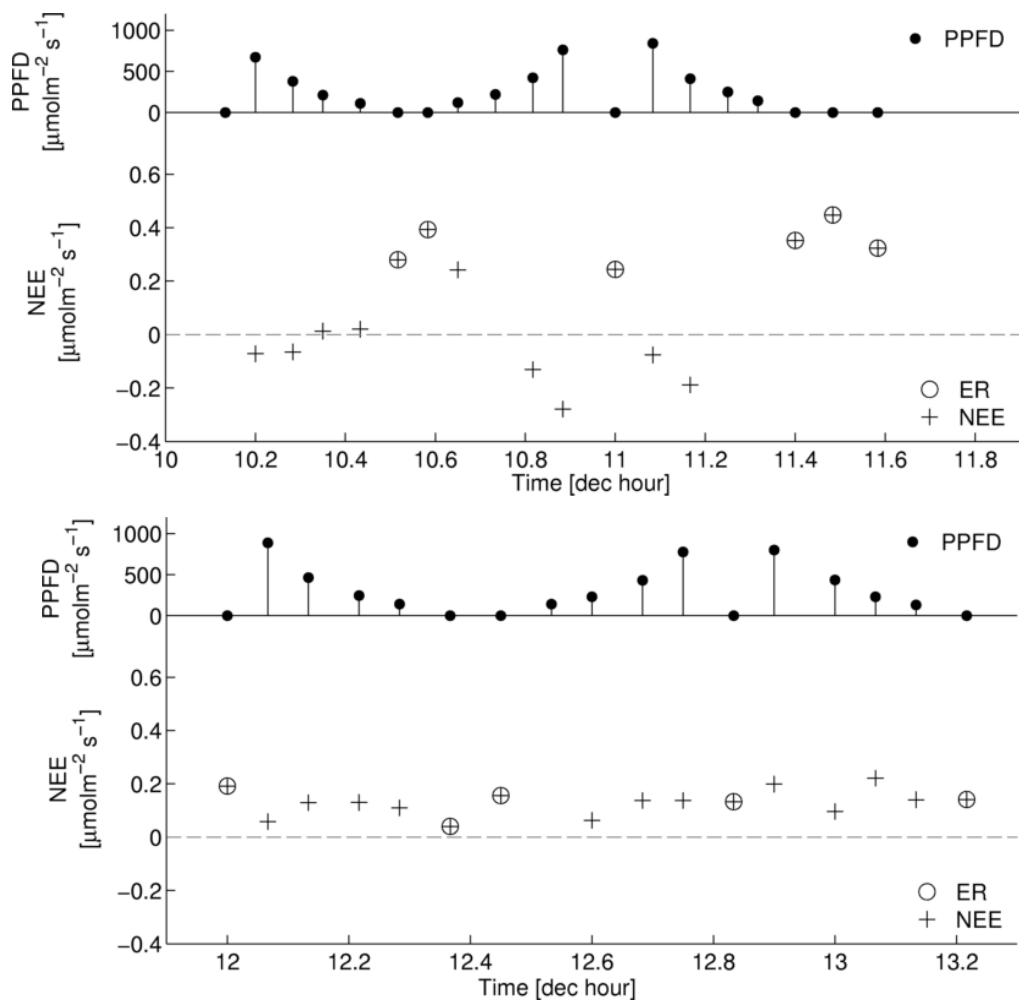 PPFD
[μmolm−2 s−1]
1000
500
0
PPFD
NEE
[μmolm−2 s−1]
0.6
0.4
0.2
0
−0.2
−0.4
ER
NEE
10 10.2 10.4 10.6 10.8 11 11.2 11.4 11.6 11.8
Time [dec hour]
PPFD
[μmolm−2 s−1]
1000
500
0
PPFD
NEE
[μmolm−2 s−1]
0.6
0.4
0.2
0
−0.2
−0.4
ER
NEE
12 12.2 12.4 12.6 12.8 13 13.2
Time [dec hour]